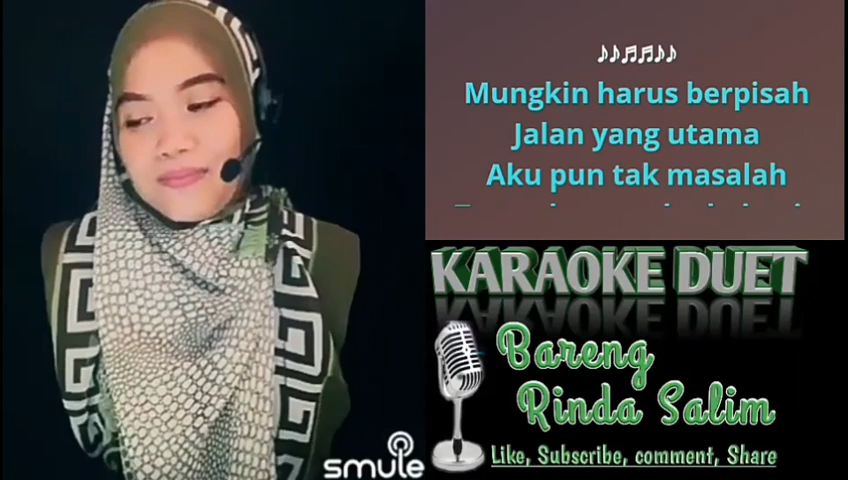 Mungkin harus berpisah
Jalan yang utama
Aku pun tak masalah
KARAOKE DUET
Bareng
Rinda Salim
Like, Subscribe, comment, Share
smule